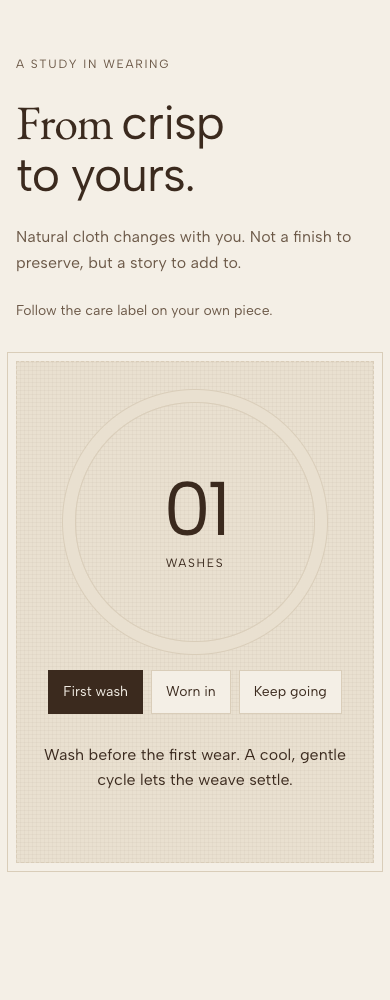 A STUDY IN WEARING
From crisp
to yours.
Natural cloth changes with you. Not a finish to
preserve, but a story to add to.
Follow the care label on your own piece.
01
WASHES
First wash
Worn in
Keep going
Wash before the first wear. A cool, gentle
cycle lets the weave settle.